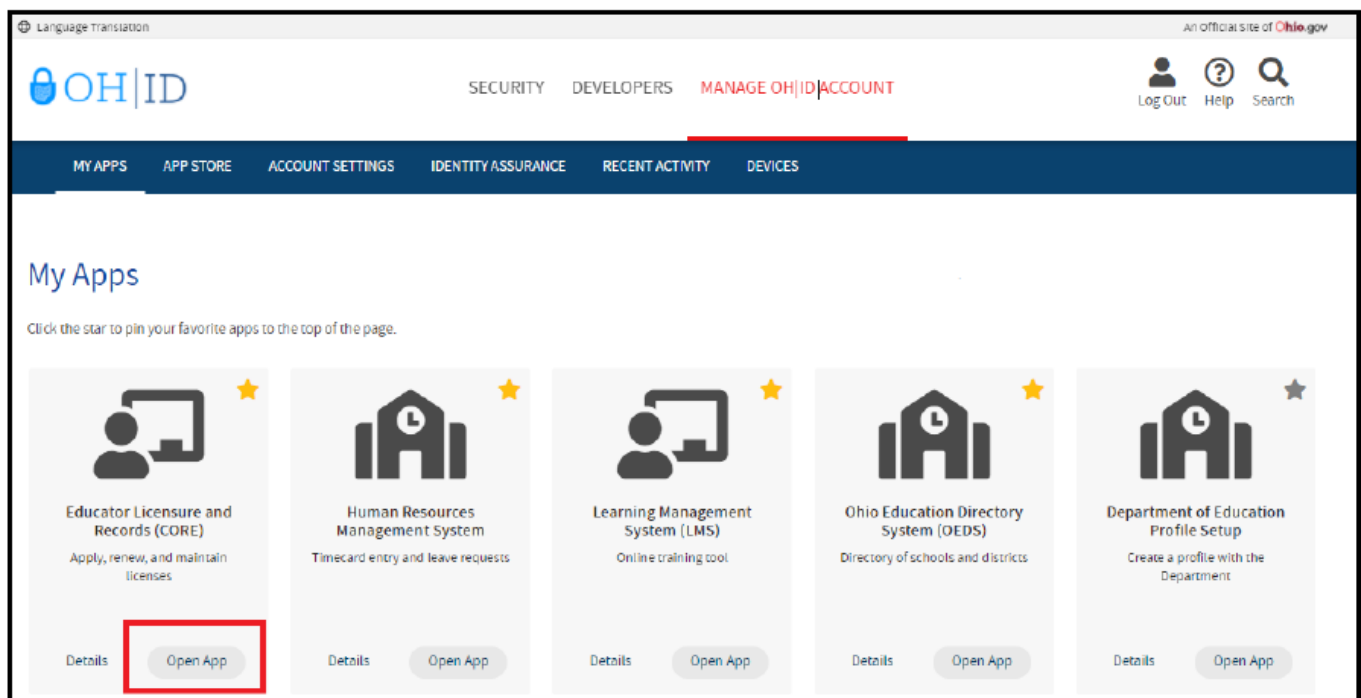 Language Translation
An Official Site of Ohio.gov
OH|ID
SECURITY DEVELOPERS MANAGE OH|ID|ACCOUNT
Log Out Help Search
MY APPS APP STORE ACCOUNT SETTINGS IDENTITY ASSURANCE RECENT ACTIVITY DEVICES
My Apps
Click the star to pin your favorite apps to the top of the page.
Educator Licensure and
Records (CORE)
Apply, renew, and maintain
licenses
Details Open App
Human Resources
Management System
Timecard entry and leave requests
Details Open App
Learning Management
System (LMS)
Online training tool
Details Open App
Ohio Education Directory
System (OEDS)
Directory of schools and districts
Details Open App
Department of Education
Profile Setup
Create a profile with the
Department
Details Open App